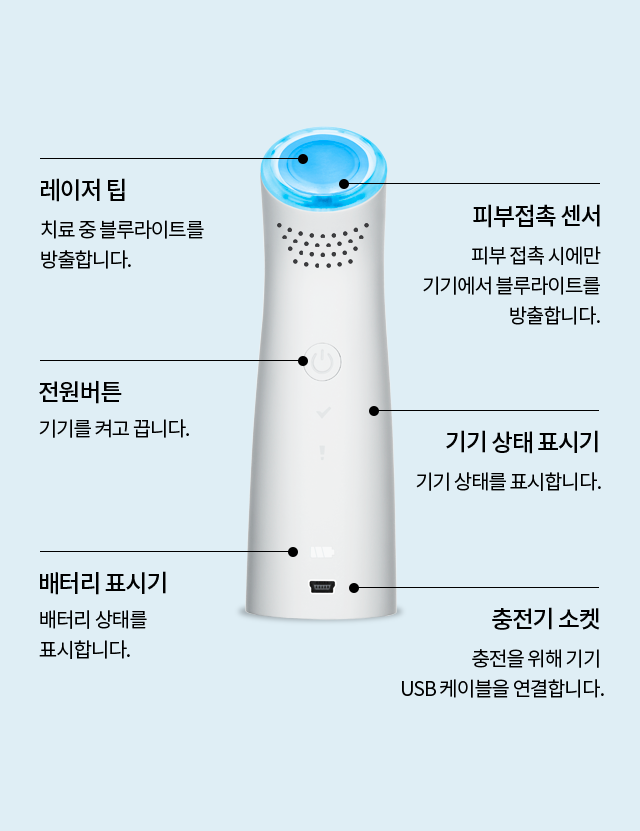 레이저 팁
치료 중 블루라이트를
방출합니다.
피부접촉 센서
피부 접촉 시에만
기기에서 블루라이트를
방출합니다.
전원버튼
기기를 켜고 끕니다.
기기 상태 표시기
기기 상태를 표시합니다.
배터리 표시기
배터리 상태를
표시합니다.
충전기 소켓
충전을 위해 기기
USB 케이블을 연결합니다.